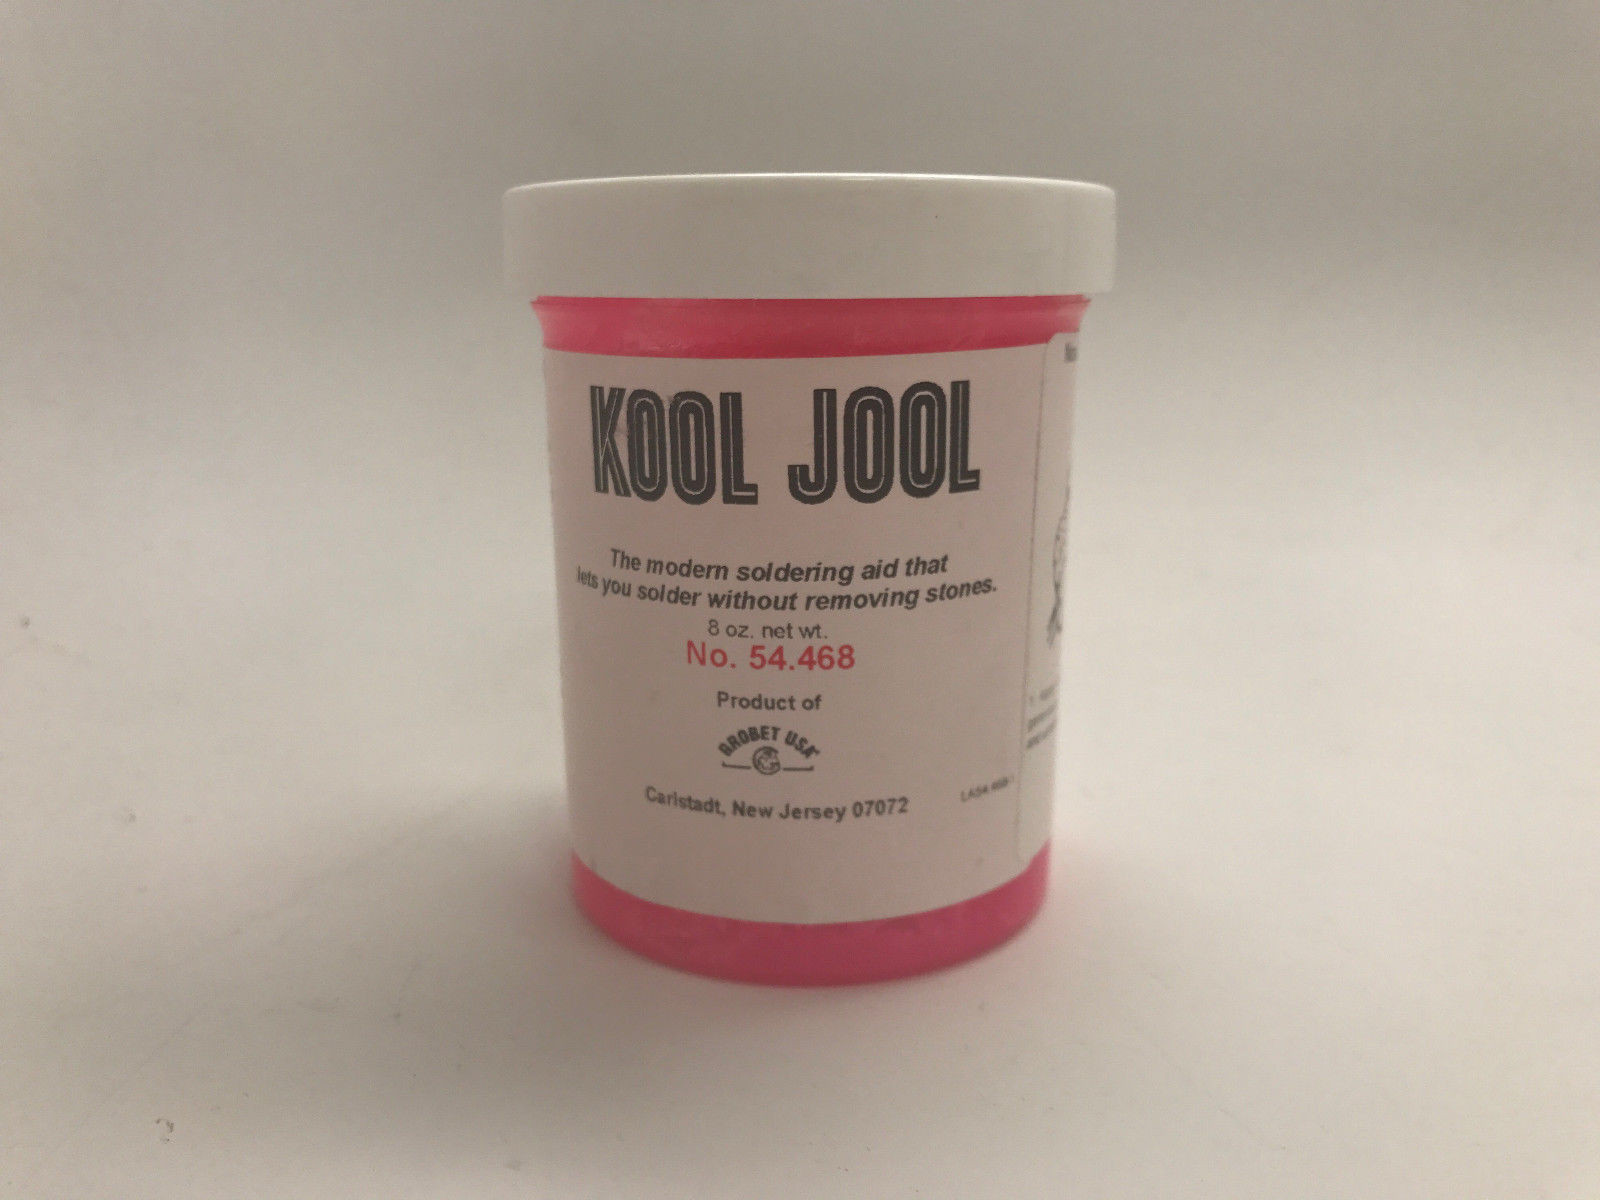 KOOL JOOL
The modern soldering aid that
lets you solder without removing stones.
8 oz. net wt.
No. 54.468
Product of
GROBET USA
Carlstadt, New Jersey 07072